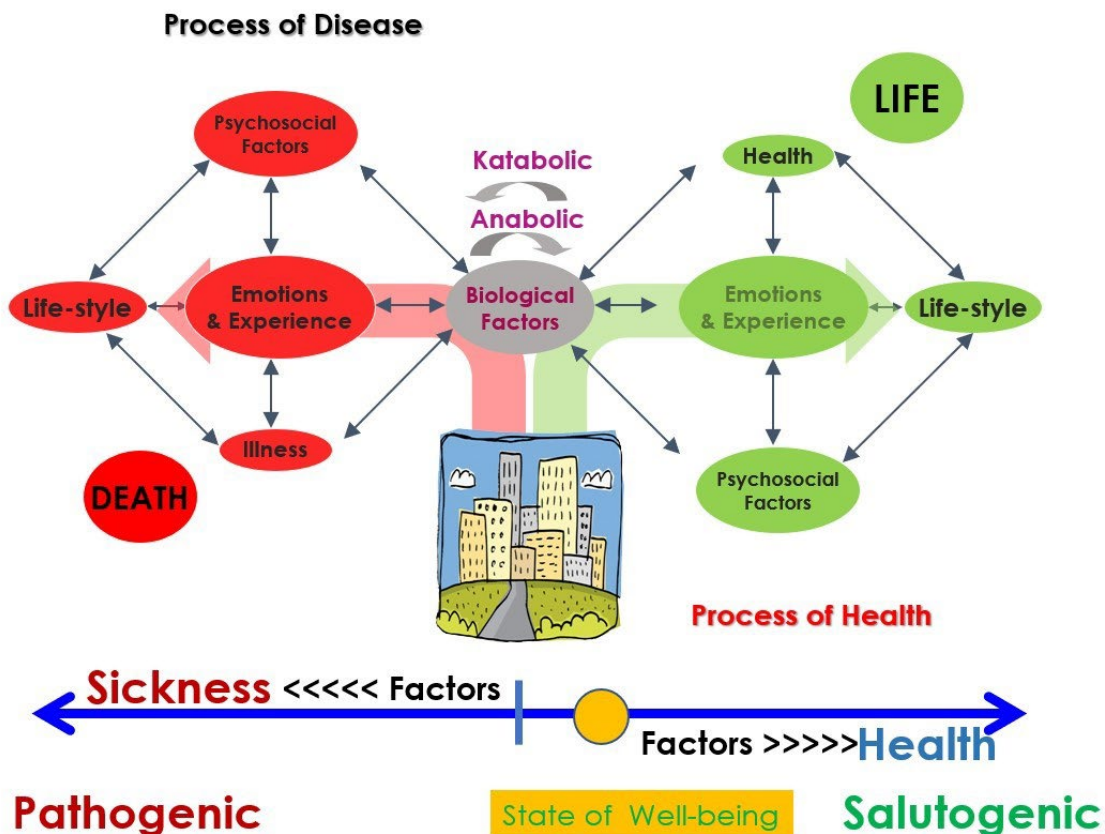 Process of Disease
LIFE
Psychosocial
Factors
Katabolic
Health
Anabolic
Life-style
Emotions
& Experience
Biological
Factors
Emotions
& Experience
Life-style
Illness
DEATH
Psychosocial
Factors
Process of Health
Sickness <<<<< Factors
Factors >>>>>Health
Pathogenic
State of Well-being
Salutogenic